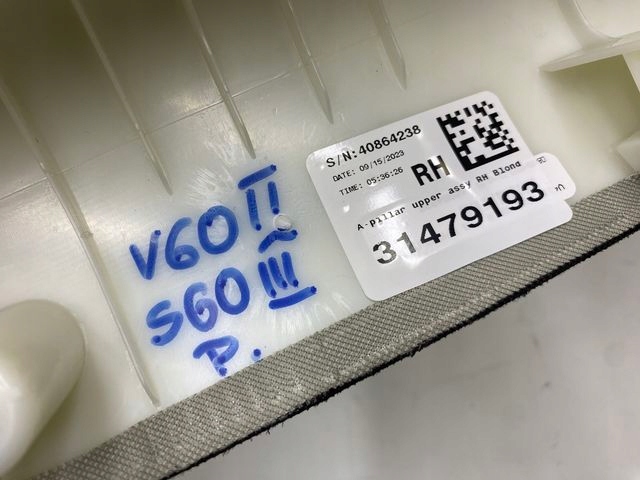 S/N:40864238
DATE: 09/15/2023
TIME: 05:36:26
RH
A-pillar upper assy RH Blond
31479193
V60 II
S60 III
P.